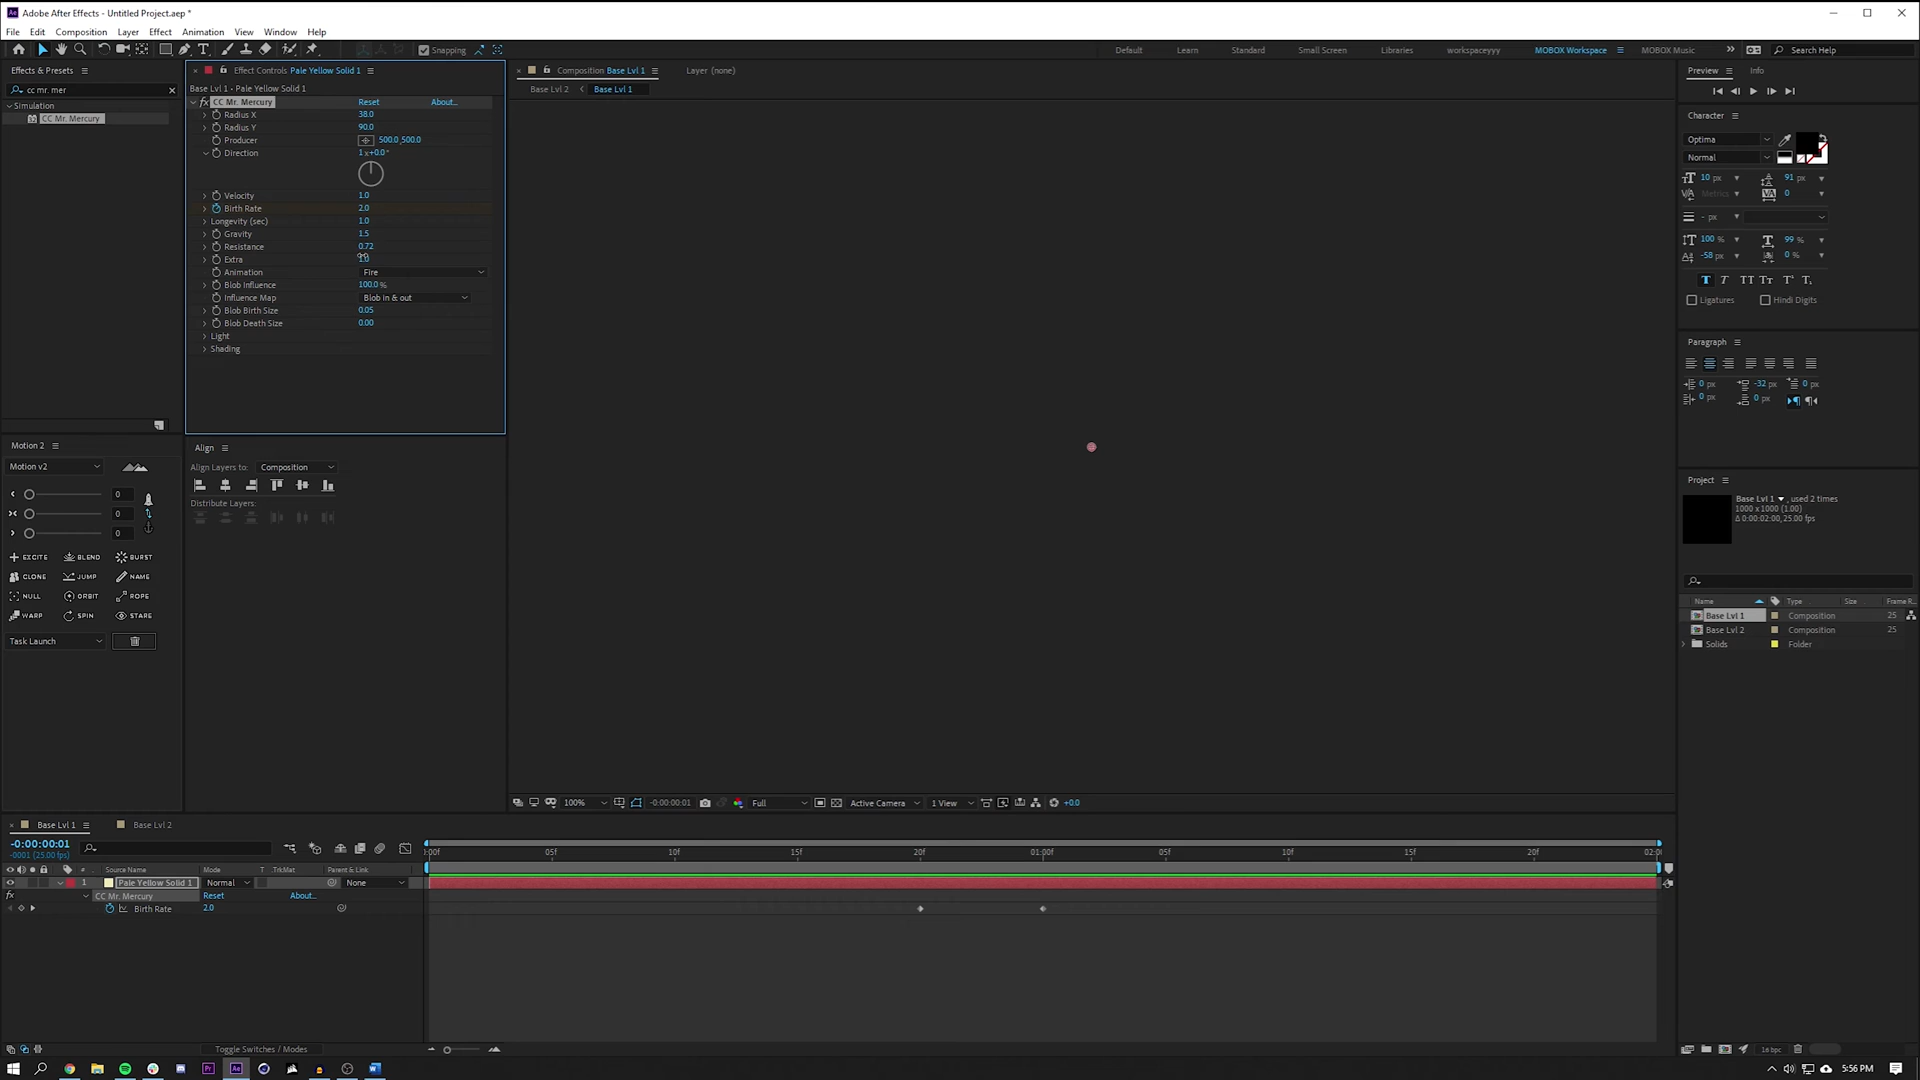 Adobe After Effects - Untitled Project.aep *
File Edit Composition Layer Effect Animation View Window Help
Snapping
Default Learn Standard Small Screen Libraries workspaceyyy MOBOX Workspace MOBOX Music Search Help
Effects & Presets
cc mr. mer
Simulation
CC Mr. Mercury
Effect Controls Pale Yellow Solid 1
Base Lvl 1 • Pale Yellow Solid 1
fx CC Mr. Mercury Reset About...
Radius X 38.0
Radius Y 90.0
Producer 500.0,500.0
Direction 1x+0.0°
Velocity 1.0
Birth Rate 2.0
Longevity (sec) 1.0
Gravity 1.5
Resistance 0.72
Extra 1.0
Animation Fire
Blob Influence 100.0%
Influence Map Blob in & out
Blob Birth Size 0.05
Blob Death Size 0.00
Light
Shading
Composition Base Lvl 1 Layer (none)
Base Lvl 2 Base Lvl 1
100% -0:00:00:01 Full Active Camera 1 View +0.0
Motion 2
Motion v2
0
0
0
EXCITE BLEND BURST
CLONE JUMP NAME
NULL ORBIT ROPE
WARP SPIN STARE
Task Launch
Align
Align Layers to: Composition
Distribute Layers:
Preview Info
Character
Optima
Normal
10 px 91 px
Metrics 0
- px
100 % 99 %
-58 px 0 %
Ligatures Hindi Digits
Paragraph
0 px -32 px 0 px
0 px 0 px
Project
Base Lvl 1 , used 2 times
1000 x 1000 (1.00)
Δ 0:00:02:00, 25.00 fps
Name Type Size Frame R...
Base Lvl 1 Composition 25
Base Lvl 2 Composition 25
Solids Folder
16 bpc
Base Lvl 1 Base Lvl 2
-0:00:00:01
-0001 (25.00 fps)
:00f 05f 10f 15f 20f 01:00f 05f 10f 15f 20f 02:0
# Source Name Mode T .TrkMat Parent & Link
1 Pale Yellow Solid 1 Normal None
fx CC Mr. Mercury Reset About...
Birth Rate 2.0
Toggle Switches / Modes
Pr Ae
5:56 PM